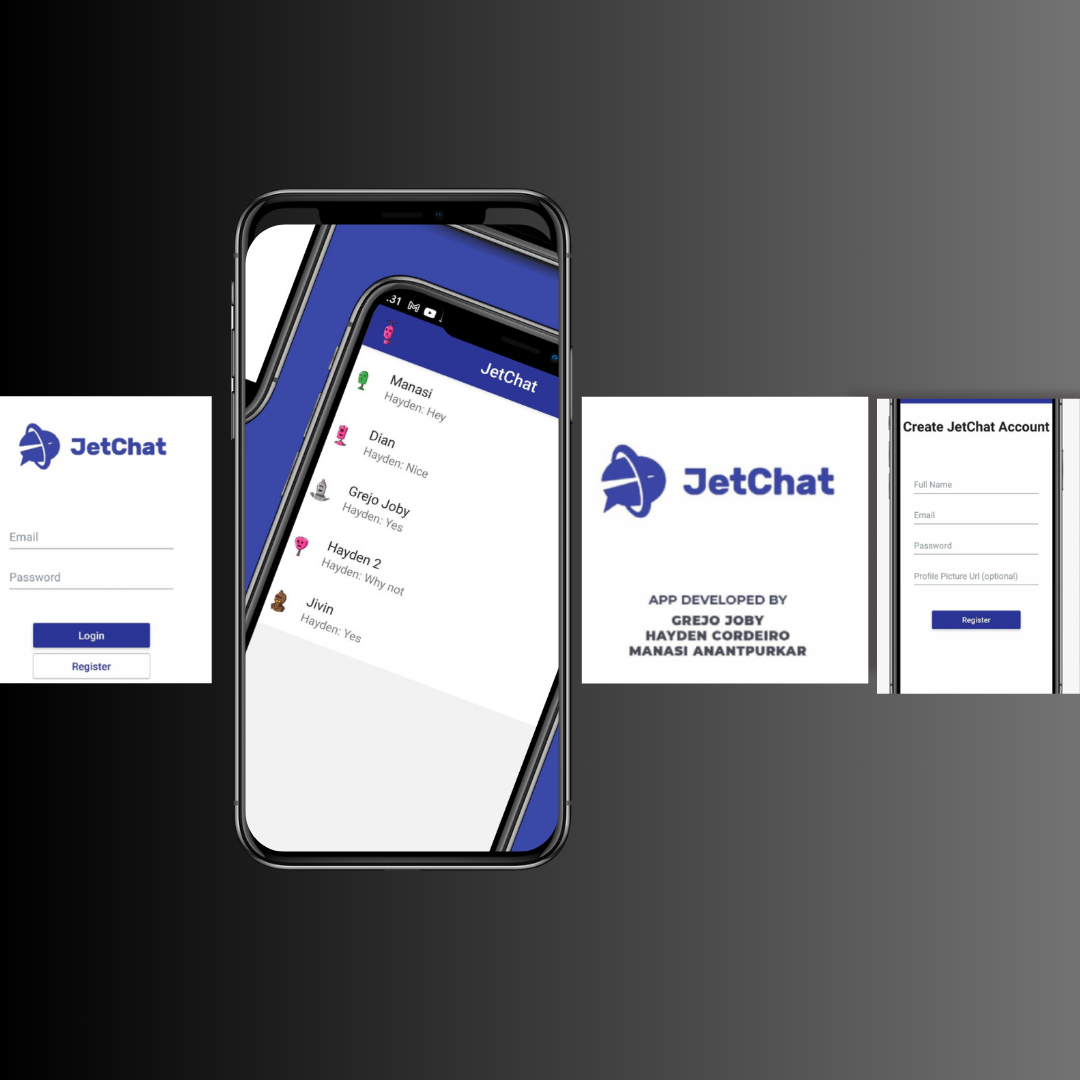 JetChat
Email
Password
Login
Register
.31
JetChat
Manasi
Hayden: Hey
Dian
Hayden: Nice
Grejo Joby
Hayden: Yes
Hayden 2
Hayden: Why not
Jivin
Hayden: Yes
JetChat
APP DEVELOPED BY
GREJO JOBY
HAYDEN CORDEIRO
MANASI ANANTPURKAR
Create JetChat Account
Full Name
Email
Password
Profile Picture Url (optional)
Register